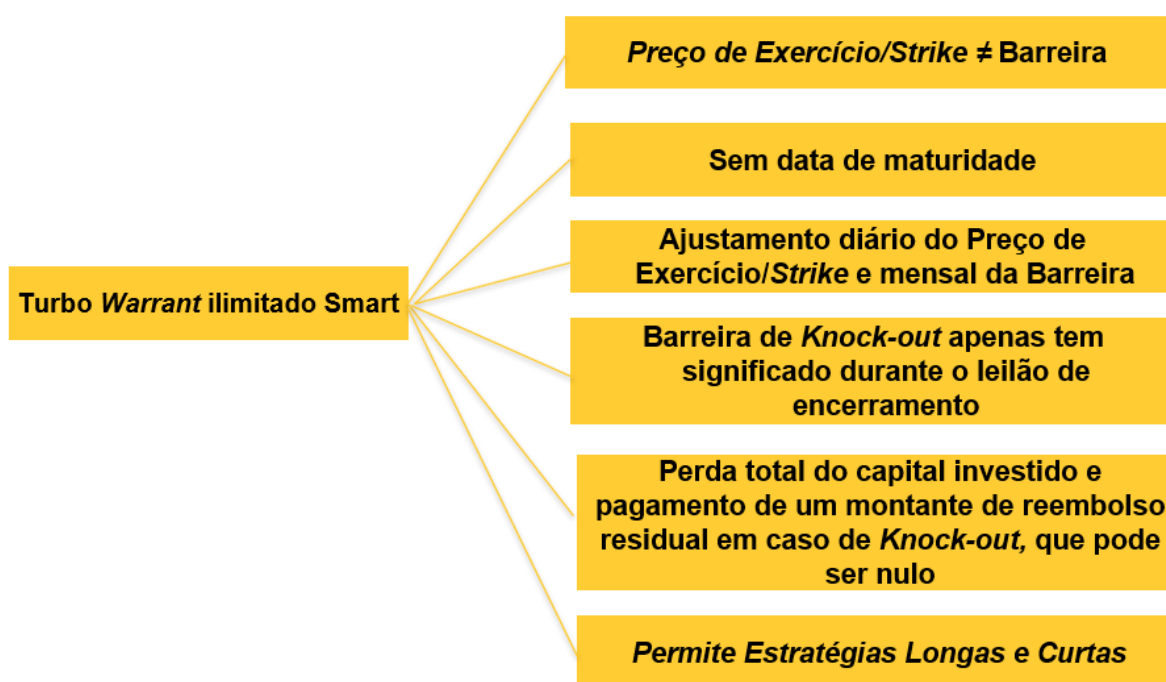 Preço de Exercício/Strike ≠ Barreira
Sem data de maturidade
Ajustamento diário do Preço de
Exercício/Strike e mensal da Barreira
Turbo Warrant ilimitado Smart
Barreira de Knock-out apenas tem
significado durante o leilão de
encerramento
Perda total do capital investido e
pagamento de um montante de reembolso
residual em caso de Knock-out, que pode
ser nulo
Permite Estratégias Longas e Curtas